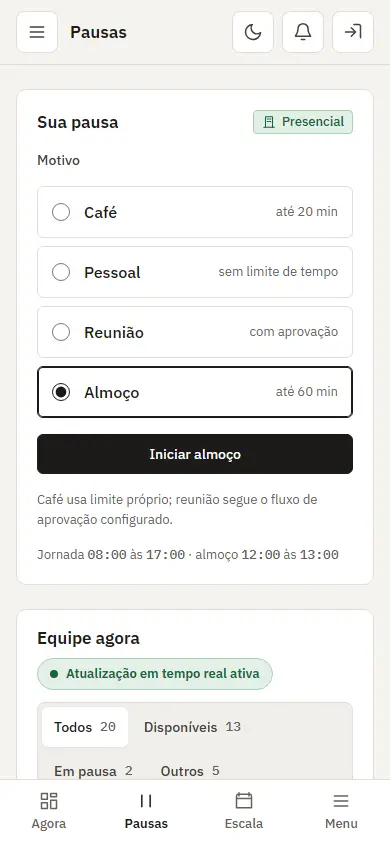 Pausas
Sua pausa
Presencial
Motivo
Café
até 20 min
Pessoal
sem limite de tempo
Reunião
com aprovação
Almoço
até 60 min
Iniciar almoço
Café usa limite próprio; reunião segue o fluxo de
aprovação configurado.
Jornada 08:00 às 17:00 · almoço 12:00 às 13:00
Equipe agora
Atualização em tempo real ativa
Todos 20 Disponíveis 13
Em pausa 2 Outros 5
Agora Pausas Escala Menu